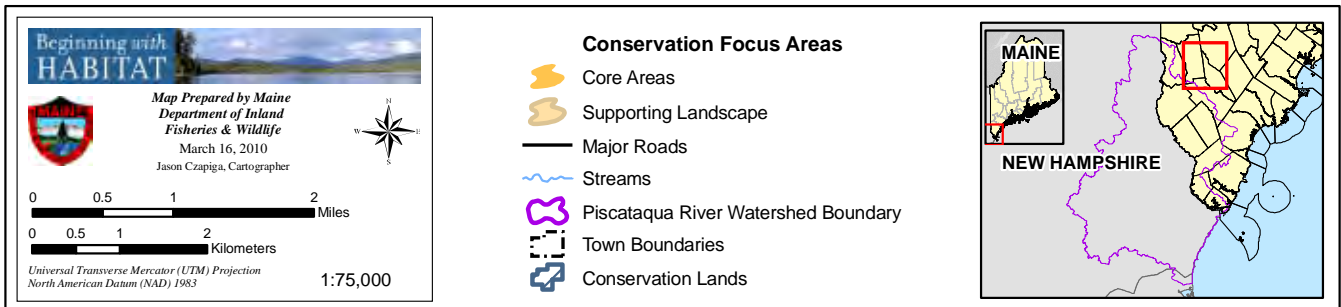 Beginning with
HABITAT
MAINE
Map Prepared by Maine
Department of Inland
Fisheries & Wildlife
March 16, 2010
Jason Czapiga, Cartographer
N
W E
S
0 0.5 1 2
Miles
0 0.5 1 2
Kilometers
Universal Transverse Mercator (UTM) Projection
North American Datum (NAD) 1983
1:75,000
Conservation Focus Areas
Core Areas
Supporting Landscape
Major Roads
Streams
Piscataqua River Watershed Boundary
Town Boundaries
Conservation Lands
MAINE
NEW HAMPSHIRE